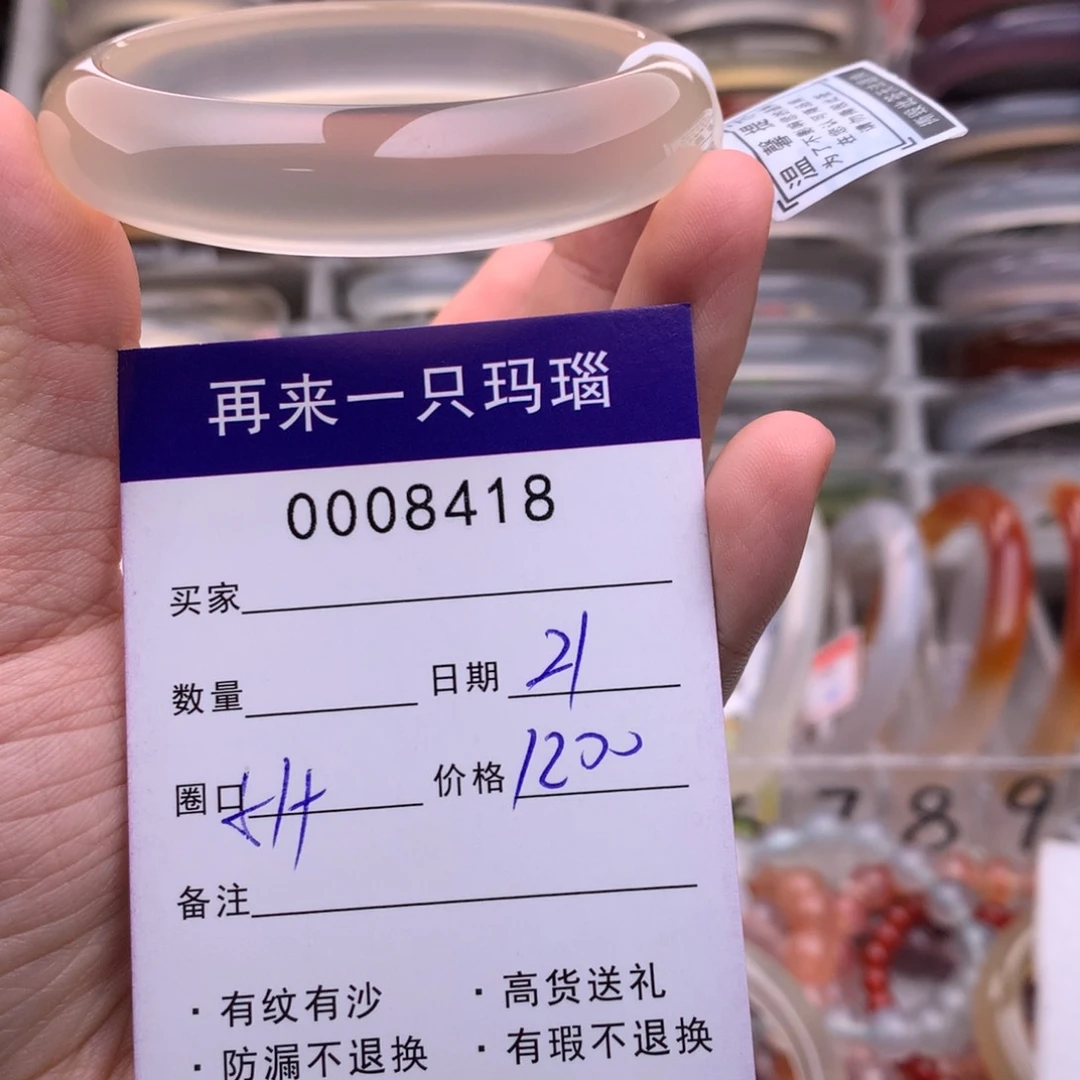 温馨
再来一只玛瑙
0008418
买家
数量 日期 21
圈口 价格 1200
备注
· 有纹有沙 · 高货送礼
· 防漏不退换 · 有瑕不退换
7 8 9